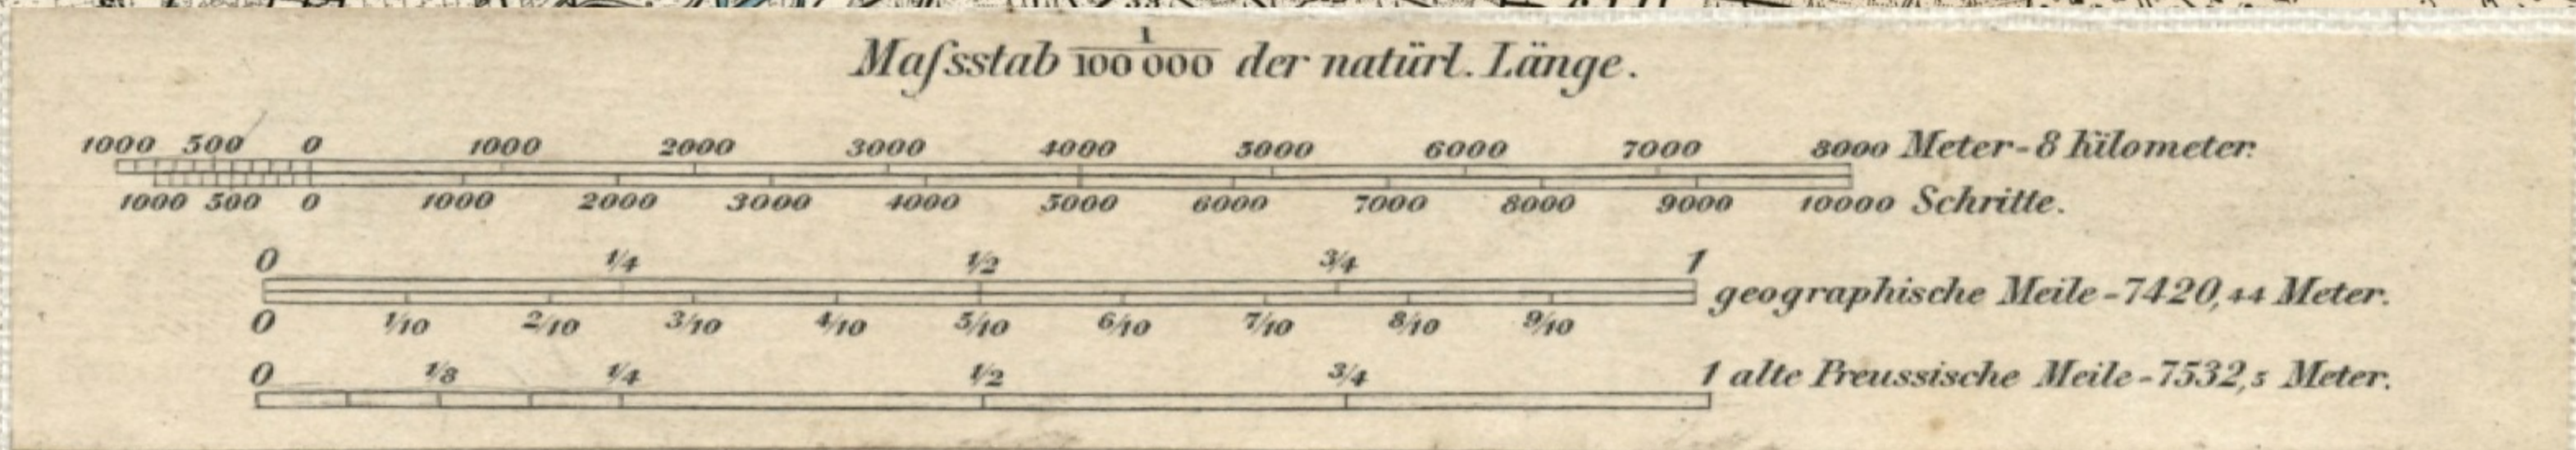 Maſsstab 1/100 000 der natürl. Länge.
1000 500 0 1000 2000 3000 4000 5000 6000 7000 8000 Meter-8 Kilometer.
1000 500 0 1000 2000 3000 4000 5000 6000 7000 8000 9000 10000 Schritte.
0 1/4 1/2 3/4 1
geographische Meile-7420,44 Meter.
0 1/10 2/10 3/10 4/10 5/10 6/10 7/10 8/10 9/10
0 1/8 1/4 1/2 3/4 1 alte Preussische Meile-7532,5 Meter.